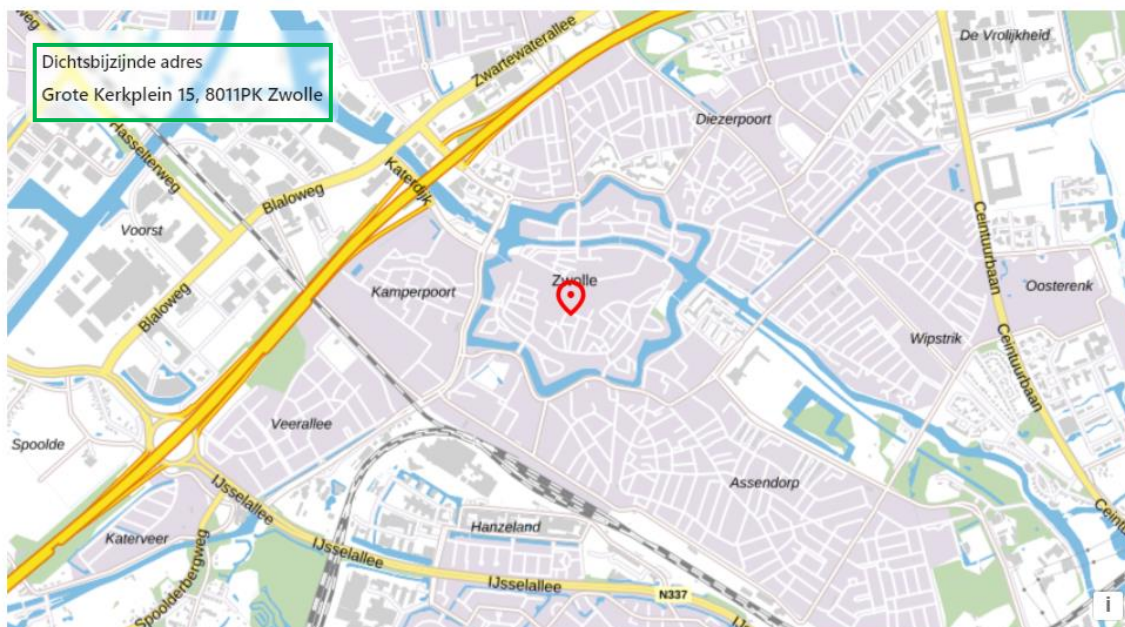 Dichtsbijzijnde adres
Grote Kerkplein 15, 8011PK Zwolle
Zwartewaterallee
De Vrolijkheid
Diezerpoort
Hasselterweg
Katerdijk
Blaloweg
Voorst
Ceintuurbaan
Kamperpoort
Zwolle
Oosterenk
Blaloweg
Wipstrik
Ceintuurbaan
Veerallee
Spoolde
Assendorp
IJsselallee
Hanzeland
Katerveer
IJsselallee
Spoolderbergweg
IJsselallee
N337
i